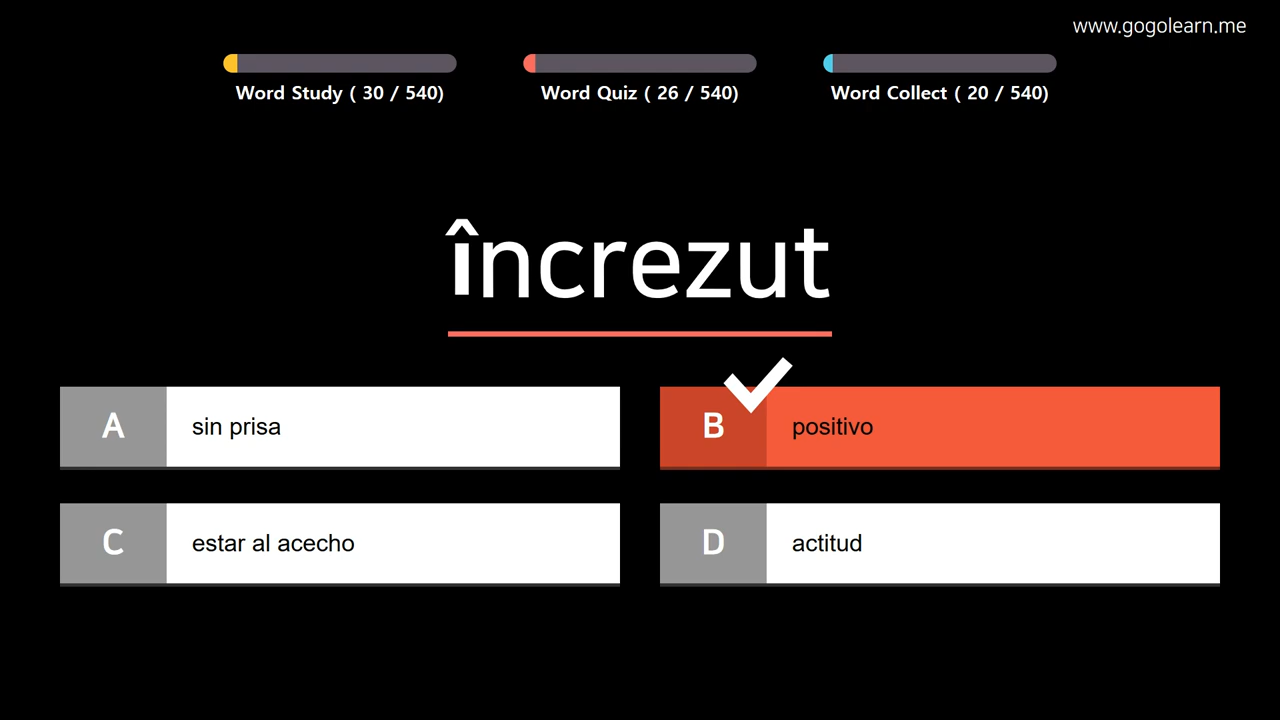 www.gogolearn.me
Word Study ( 30 / 540)
Word Quiz ( 26 / 540)
Word Collect ( 20 / 540)
încrezut
A sin prisa
B positivo
C estar al acecho
D actitud